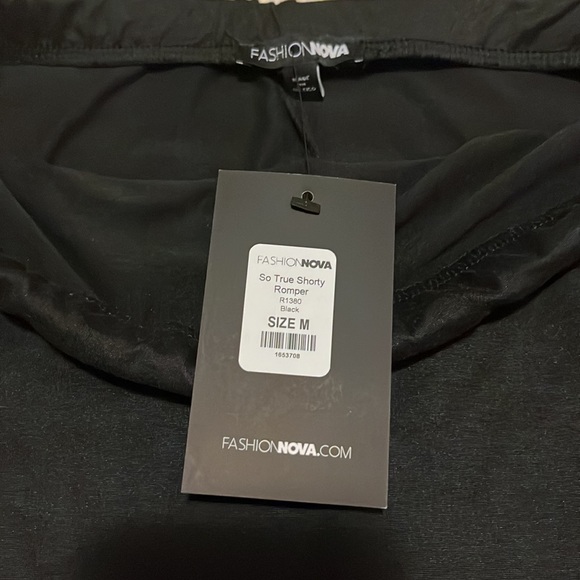 FASHIONNOVA
FASHIONNOVA
So True Shorty
Romper
R1380
Black
SIZE M
1653708
FASHIONNOVA.COM